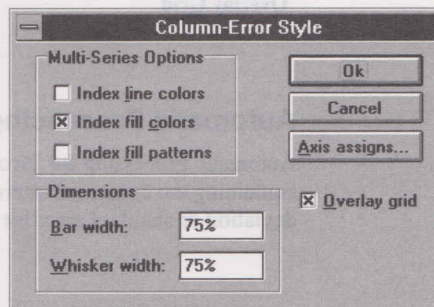 Column-Error Style
Multi-Series Options
Index line colors
Index fill colors
Index fill patterns
Ok
Cancel
Axis assigns...
Dimensions
Bar width: 75%
Whisker width: 75%
Overlay grid